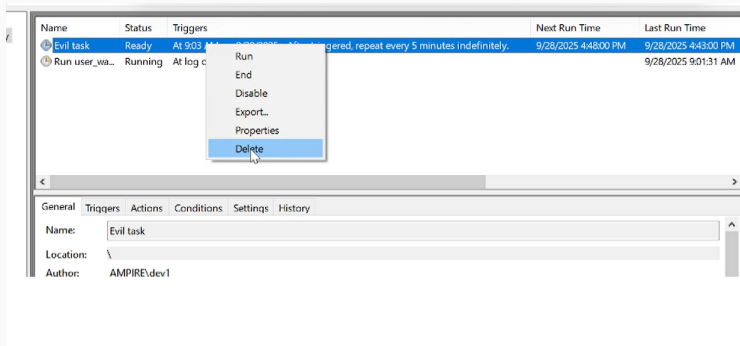 Name Status Triggers Next Run Time Last Run Time
Evil task Ready At 9:03 gered, repeat every 5 minutes indefinitely. 9/28/2025 4:48:00 PM 9/28/2025 4:43:00 PM
Run user_wa... Running At log o 9/28/2025 9:01:31 AM
Run
End
Disable
Export...
Properties
Delete
General Triggers Actions Conditions Settings History
Name: Evil task
Location: \
Author: AMPIRE\dev1